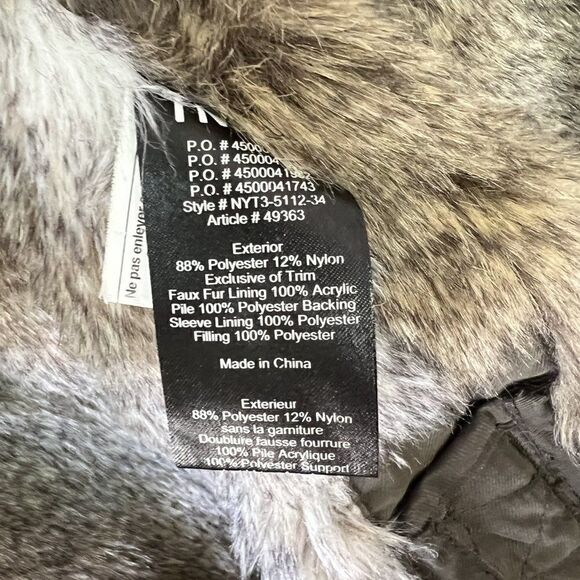 P.O. #
P.O. #
P.O. #
P.O. # 4500041743
Style # NYT3-5112-34
Article # 49363
Exterior
88% Polyester 12% Nylon
Exclusive of Trim
Faux Fur Lining 100% Acrylic
Pile 100% Polyester Backing
Sleeve Lining 100% Polyester
Filling 100% Polyester
Made in China
Exterieur
88% Polyester 12% Nylon
sans la garniture
Doublure fausse fourrure
100% Pile Acrylique
100% Polyester Support
Ne pas enlever